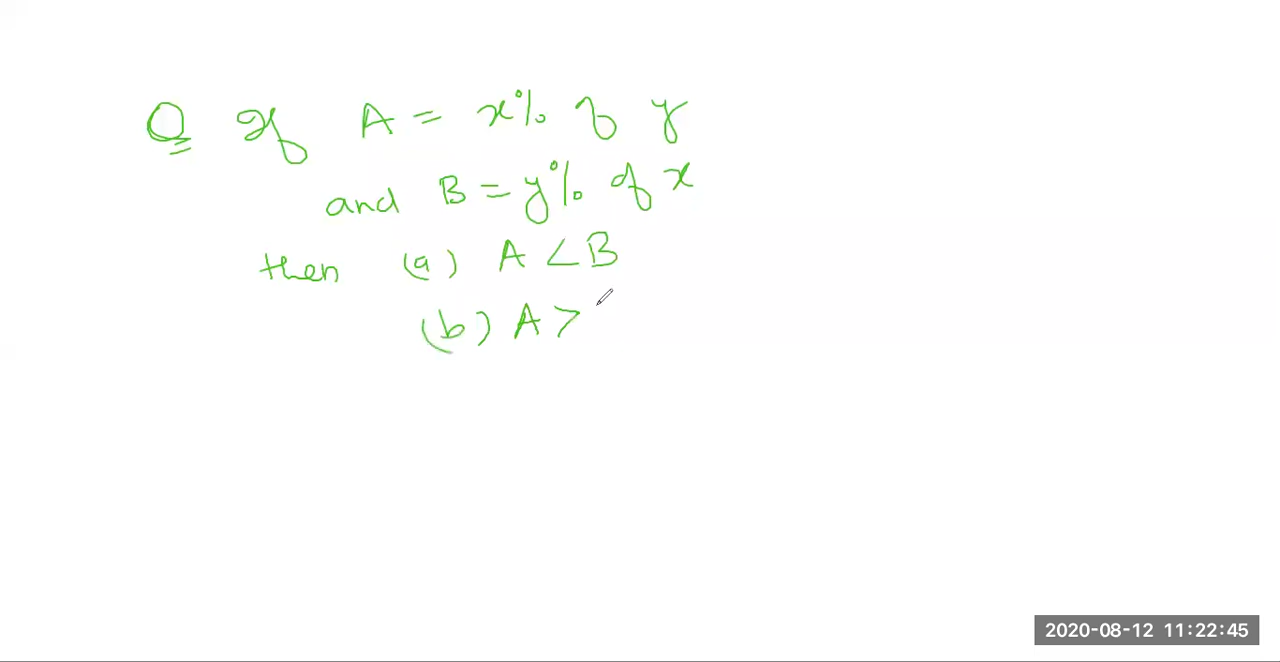 Q If A = x% of y
and B = y% of x
then (a) A < B
(b) A >
2020-08-12 11:22:45